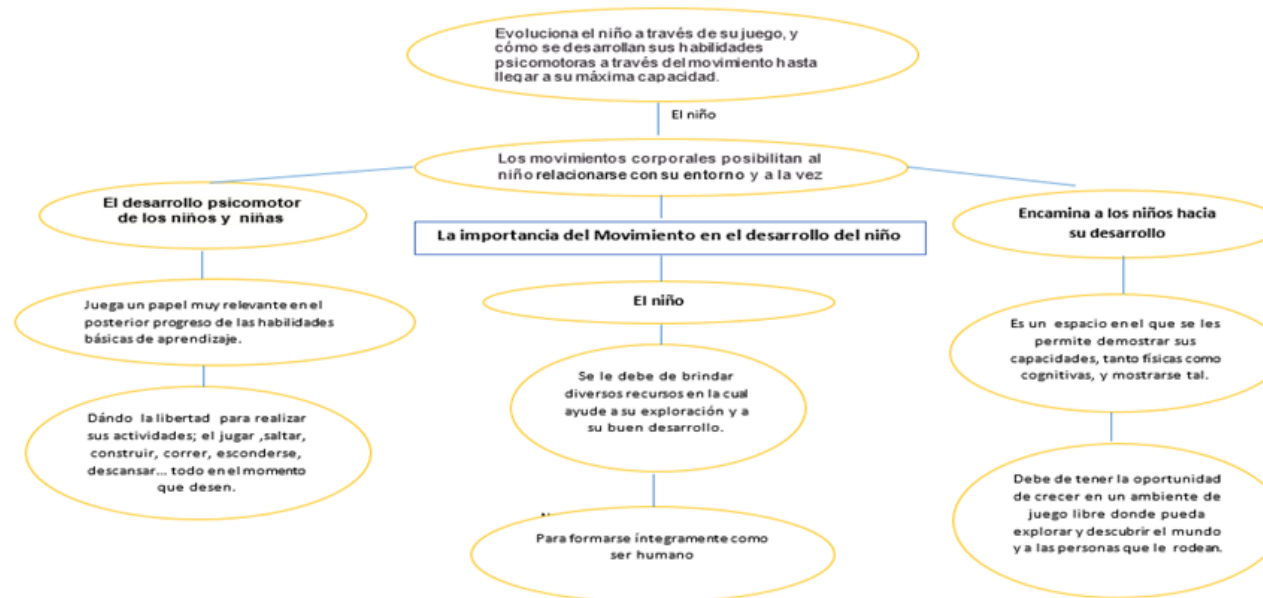 Evoluciona el niño a través de su juego, y
cómo se desarrollan sus habilidades
psicomotoras a través del movimiento hasta
llegar a su máxima capacidad.
El niño
Los movimientos corporales posibilitan al
niño relacionarse con su entorno y a la vez
El desarrollo psicomotor
de los niños y niñas
La importancia del Movimiento en el desarrollo del niño
Encamina a los niños hacia
su desarrollo
Juega un papel muy relevante en el
posterior progreso de las habilidades
básicas de aprendizaje.
El niño
Es un espacio en el que se les
permite demostrar sus
capacidades, tanto físicas como
cognitivas, y mostrarse tal.
Dándo la libertad para realizar
sus actividades; el jugar ,saltar,
construir, correr, esconderse,
descansar... todo en el momento
que desen.
Se le debe de brindar
diversos recursos en la cual
ayude a su exploración y a
su buen desarrollo.
Debe de tener la oportunidad
de crecer en un ambiente de
juego libre donde pueda
explorar y descubrir el mundo
y a las personas que le rodean.
Para formarse íntegramente como
ser humano